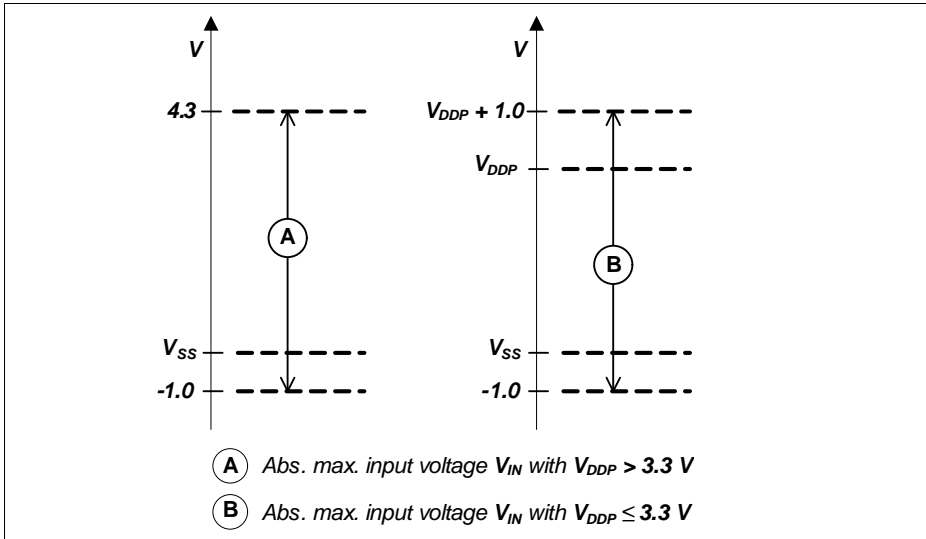 V
4.3
A
V_SS
-1.0
V
V_DDP + 1.0
V_DDP
B
V_SS
-1.0
A Abs. max. input voltage V_IN with V_DDP > 3.3 V
B Abs. max. input voltage V_IN with V_DDP ≤ 3.3 V